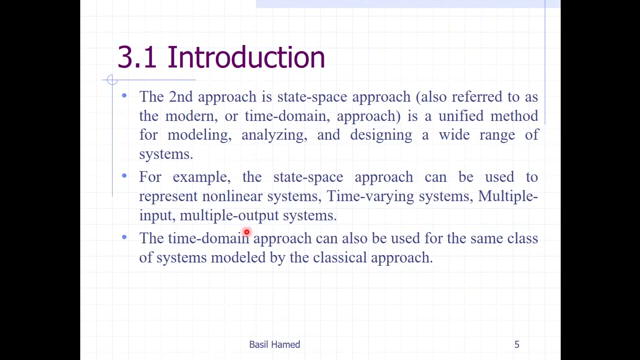 3.1 Introduction
• The 2nd approach is state-space approach (also referred to as
the modern, or time-domain, approach) is a unified method
for modeling, analyzing, and designing a wide range of
systems.
• For example, the state-space approach can be used to
represent nonlinear systems, Time-varying systems, Multiple-
input, multiple-output systems.
• The time-domain approach can also be used for the same class
of systems modeled by the classical approach.
Basil Hamed
5